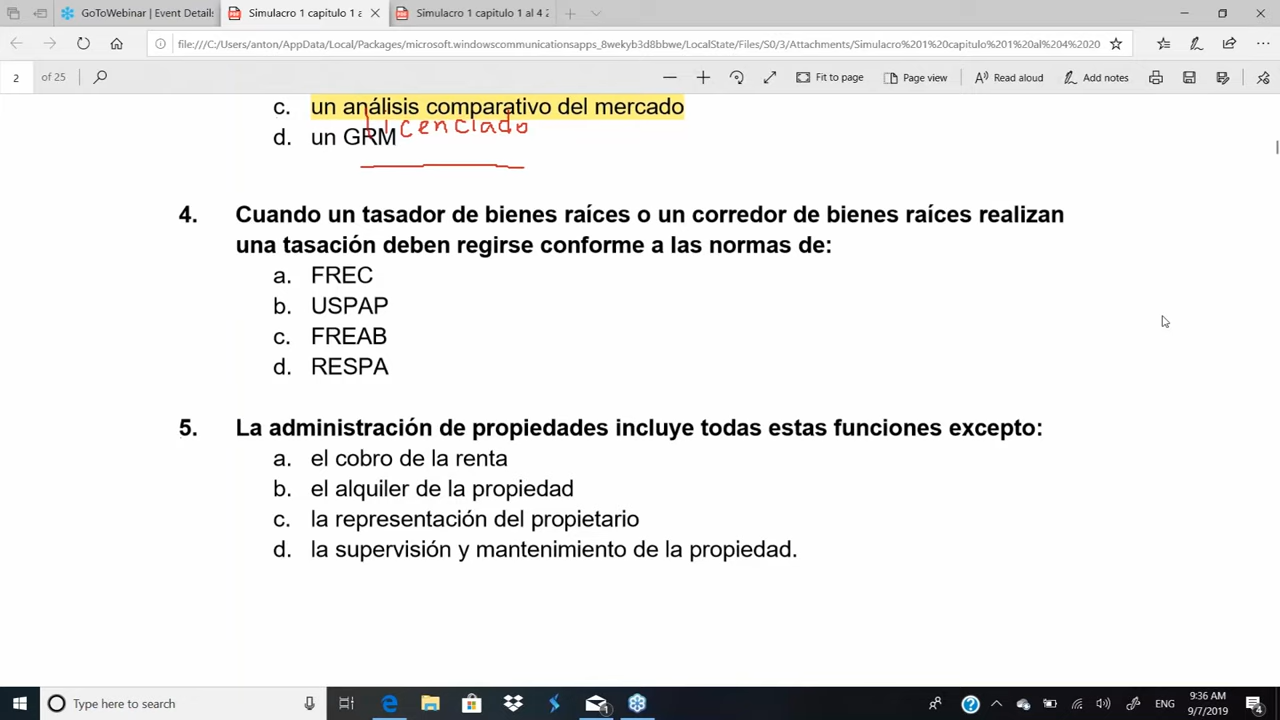 GoToWebinar | Event Details
Simulacro 1 capitulo 1 a
Simulacro 1 capitulo 1 al 4 2
file:///C:/Users/anton/AppData/Local/Packages/microsoft.windowscommunicationsapps_8wekyb3d8bbwe/LocalState/Files/S0/3/Attachments/Simulacro%201%20capitulo%201%20al%204%2020
2 of 25
Fit to page
Page view
Read aloud
Add notes
c. un análisis comparativo del mercado
licenciado
d. un GRM
4. Cuando un tasador de bienes raíces o un corredor de bienes raíces realizan
una tasación deben regirse conforme a las normas de:
a. FREC
b. USPAP
c. FREAB
d. RESPA
5. La administración de propiedades incluye todas estas funciones excepto:
a. el cobro de la renta
b. el alquiler de la propiedad
c. la representación del propietario
d. la supervisión y mantenimiento de la propiedad.
Type here to search
ENG
9:36 AM
9/7/2019